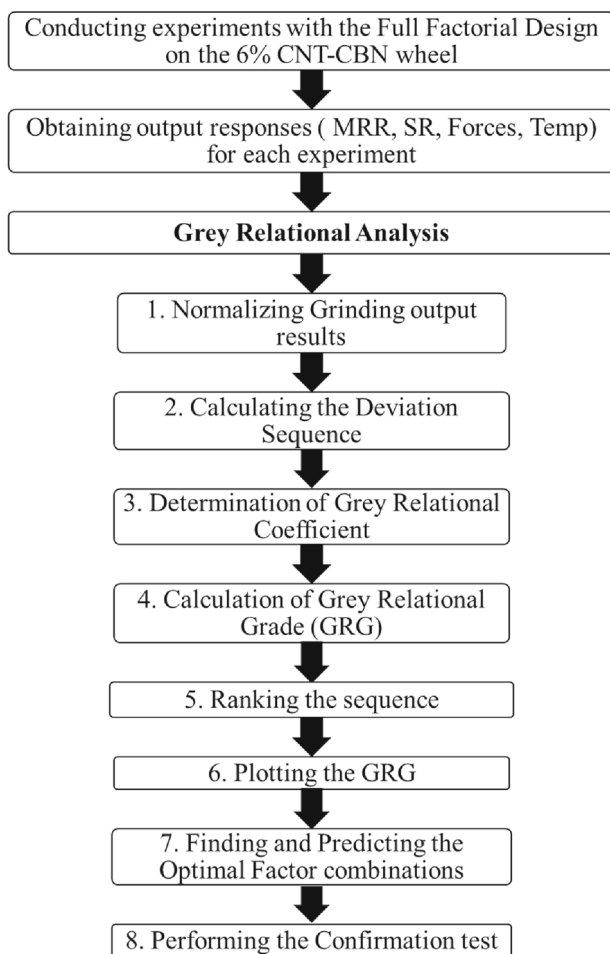 Conducting experiments with the Full Factorial Design
on the 6% CNT-CBN wheel
Obtaining output responses ( MRR, SR, Forces, Temp)
for each experiment
Grey Relational Analysis
1. Normalizing Grinding output
results
2. Calculating the Deviation
Sequence
3. Determination of Grey Relational
Coefficient
4. Calculation of Grey Relational
Grade (GRG)
5. Ranking the sequence
6. Plotting the GRG
7. Finding and Predicting the
Optimal Factor combinations
8. Performing the Confirmation test